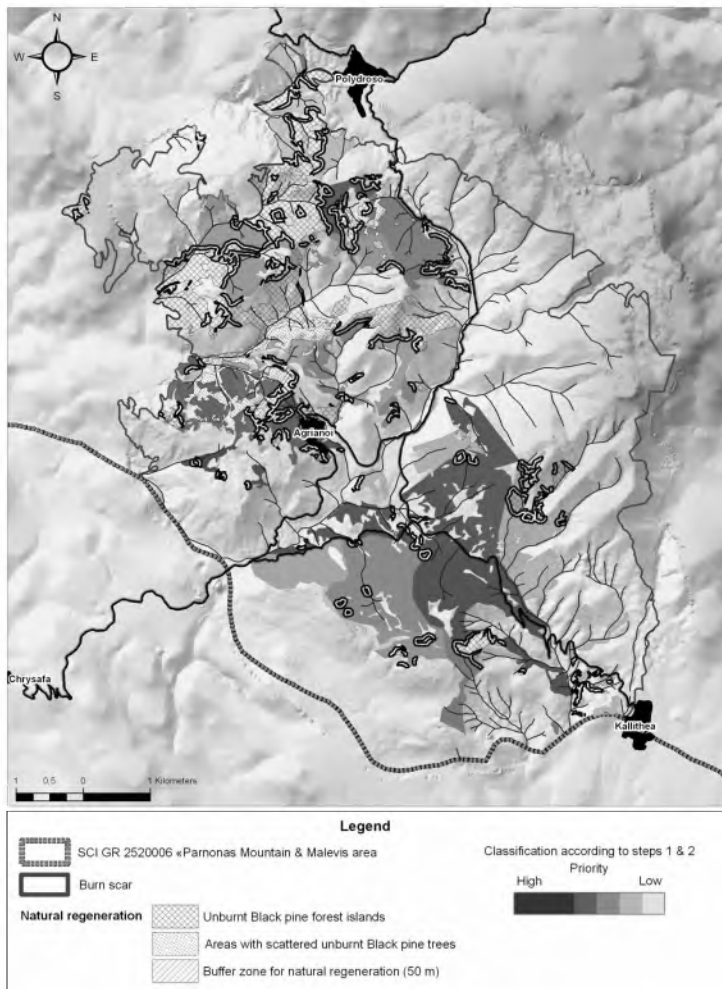 N
W E
S
Polydroso
Agrianoi
Chrysafa
Kallithea
1 0,5 0 1 Kilometers
Legend
SCI GR 2520006 «Parnonas Mountain & Malevis area
Burn scar
Natural regeneration
Unburnt Black pine forest islands
Areas with scattered unburnt Black pine trees
Buffer zone for natural regeneration (50 m)
Classification according to steps 1 & 2
Priority
High Low